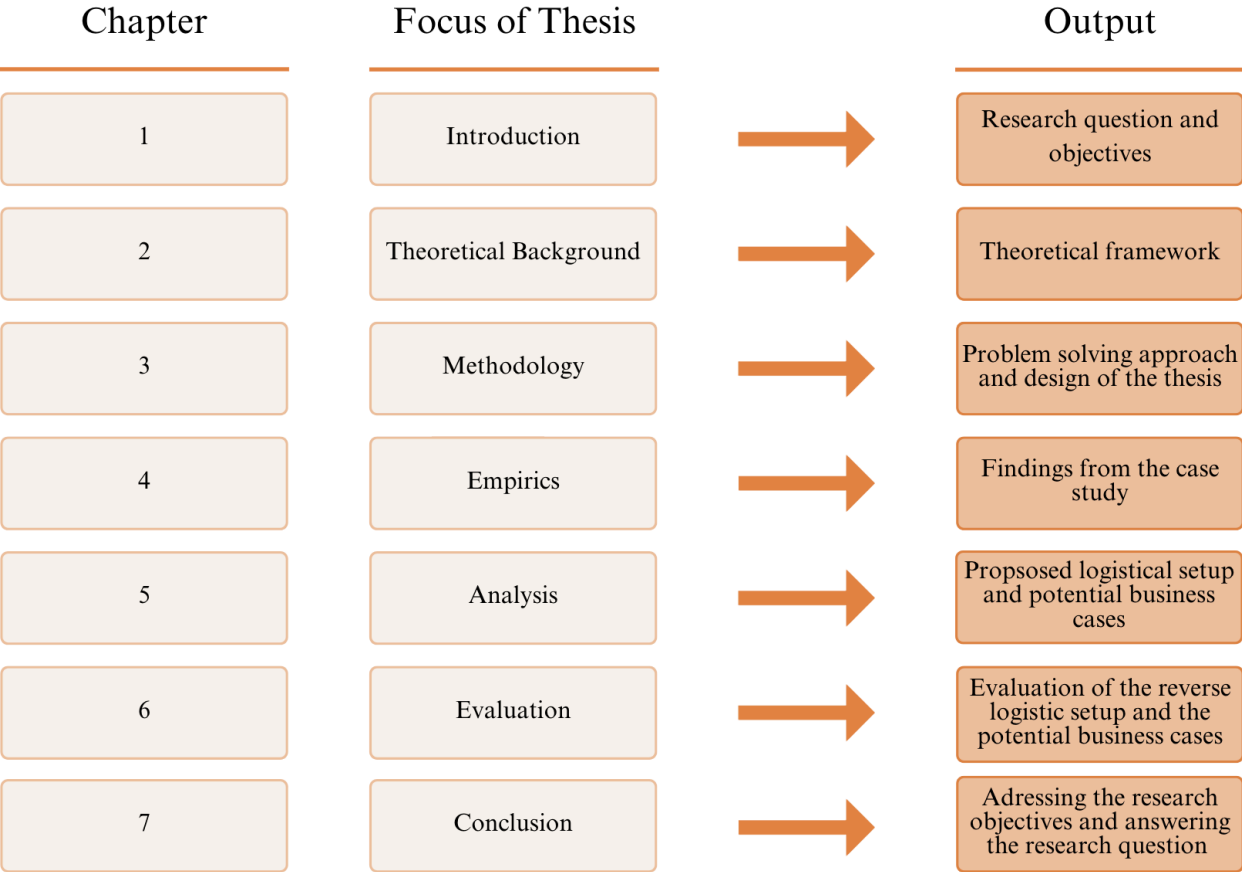 Chapter
Focus of Thesis
Output
1
Introduction
Research question and
objectives
2
Theoretical Background
Theoretical framework
3
Methodology
Problem solving approach
and design of the thesis
4
Empirics
Findings from the case
study
5
Analysis
Propsosed logistical setup
and potential business
cases
6
Evaluation
Evaluation of the reverse
logistic setup and the
potential business cases
7
Conclusion
Adressing the research
objectives and answering
the research question